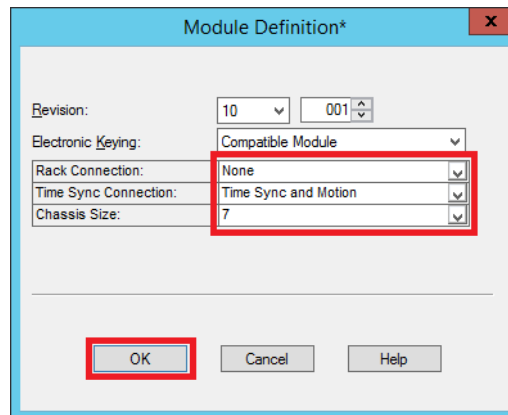 Module Definition*
x
Revision: 10 001
Electronic Keying: Compatible Module
Rack Connection: None
Time Sync Connection: Time Sync and Motion
Chassis Size: 7
OK Cancel Help